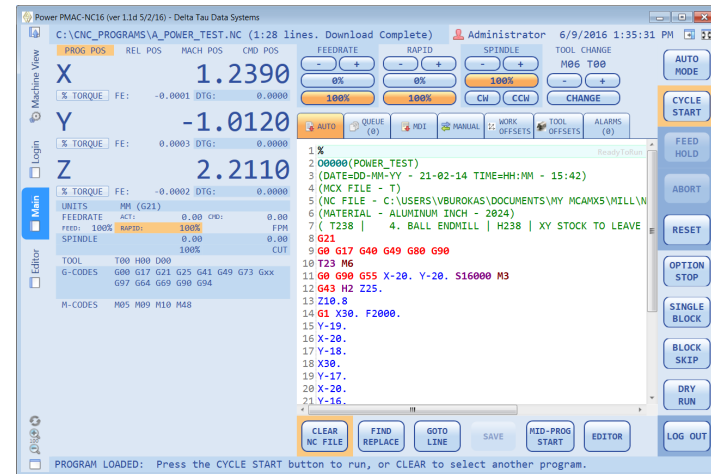 Power PMAC-NC16 (ver 1.1d 5/2/16) - Delta Tau Data Systems
C:\CNC_PROGRAMS\A_POWER_TEST.NC (1:28 lines. Download Complete) Administrator 6/9/2016 1:35:31 PM
Machine View
Login
Main
Editor
PROG POS REL POS MACH POS CMD POS
X 1.2390
% TORQUE FE: -0.0001 DTG: 0.0000
Y -1.0120
% TORQUE FE: 0.0003 DTG: 0.0000
Z 2.2110
% TORQUE FE: -0.0002 DTG: 0.0000
UNITS MM (G21)
FEEDRATE ACT: 0.00 CMD: 0.00
FEED: 100% RAPID: 100% FPM
SPINDLE 0.00 0.00
100% CUT
TOOL T00 H00 D00
G-CODES G00 G17 G21 G25 G41 G49 G73 Gxx
G97 G64 G69 G90 G94
M-CODES M05 M09 M10 M48
FEEDRATE RAPID SPINDLE TOOL CHANGE
- + - + - + M06 T00
0% 0% 100% - +
100% 100% CW CCW CHANGE
AUTO QUEUE (0) MDI MANUAL WORK OFFSETS TOOL OFFSETS ALARMS (0)
ReadyToRun
1 %
2 O0000(POWER_TEST)
3 (DATE=DD-MM-YY - 21-02-14 TIME=HH:MM - 15:42)
4 (MCX FILE - T)
5 (NC FILE - C:\USERS\VBUROKAS\DOCUMENTS\MY MCAMX5\MILL\N
6 (MATERIAL - ALUMINUM INCH - 2024)
7 ( T238 | 4. BALL ENDMILL | H238 | XY STOCK TO LEAVE
8 G21
9 G0 G17 G40 G49 G80 G90
10 T23 M6
11 G0 G90 G55 X-20. Y-20. S16000 M3
12 G43 H2 Z25.
13 Z10.8
14 G1 X30. F2000.
15 Y-19.
16 X-20.
17 Y-18.
18 X30.
19 Y-17.
20 X-20.
21 Y-16.
CLEAR NC FILE FIND REPLACE GOTO LINE SAVE MID-PROG START EDITOR
AUTO MODE
CYCLE START
FEED HOLD
ABORT
RESET
OPTION STOP
SINGLE BLOCK
BLOCK SKIP
DRY RUN
LOG OUT
PROGRAM LOADED: Press the CYCLE START button to run, or CLEAR to select another program.